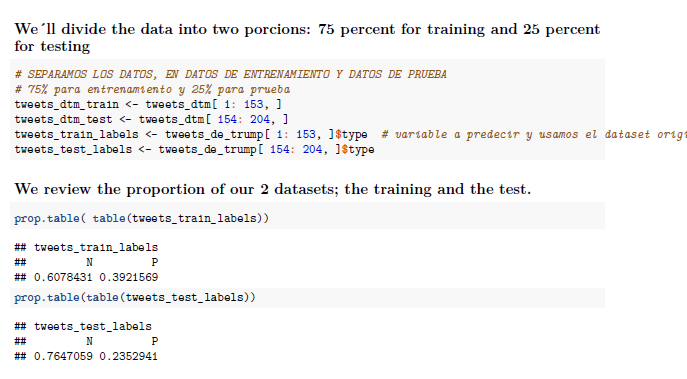 We´ll divide the data into two porcions: 75 percent for training and 25 percent
for testing
# SEPARAMOS LOS DATOS, EN DATOS DE ENTRENAMIENTO Y DATOS DE PRUEBA
# 75% para entrenamiento y 25% para prueba
tweets_dtm_train <- tweets_dtm[ 1: 153, ]
tweets_dtm_test <- tweets_dtm[ 154: 204, ]
tweets_train_labels <- tweets_de_trump[ 1: 153, ]$type # variable a predecir y usamos el dataset orig
tweets_test_labels <- tweets_de_trump[ 154: 204, ]$type
We review the proportion of our 2 datasets; the training and the test.
prop.table( table(tweets_train_labels))
## tweets_train_labels
## N P
## 0.6078431 0.3921569
prop.table(table(tweets_test_labels))
## tweets_test_labels
## N P
## 0.7647059 0.2352941